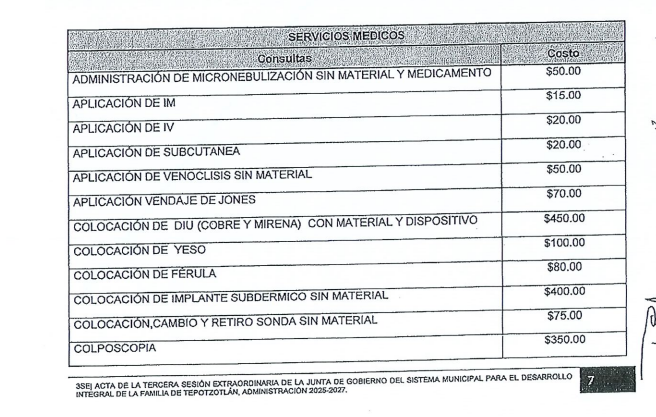 SERVICIOS MEDICOS
Consultas Costo
ADMINISTRACIÓN DE MICRONEBULIZACIÓN SIN MATERIAL Y MEDICAMENTO $50.00
APLICACIÓN DE IM $15.00
APLICACIÓN DE IV $20.00
APLICACIÓN DE SUBCUTANEA $20.00
APLICACIÓN DE VENOCLISIS SIN MATERIAL $50.00
APLICACIÓN VENDAJE DE JONES $70.00
COLOCACIÓN DE DIU (COBRE Y MIRENA) CON MATERIAL Y DISPOSITIVO $450.00
COLOCACIÓN DE YESO $100.00
COLOCACIÓN DE FÉRULA $80.00
COLOCACIÓN DE IMPLANTE SUBDERMICO SIN MATERIAL $400.00
COLOCACIÓN,CAMBIO Y RETIRO SONDA SIN MATERIAL $75.00
COLPOSCOPIA $350.00
3SE| ACTA DE LA TERCERA SESIÓN EXTRAORDINARIA DE LA JUNTA DE GOBIERNO DEL SISTEMA MUNICIPAL PARA EL DESARROLLO 7
INTEGRAL DE LA FAMILIA DE TEPOTZOTLÁN, ADMINISTRACIÓN 2025-2027.